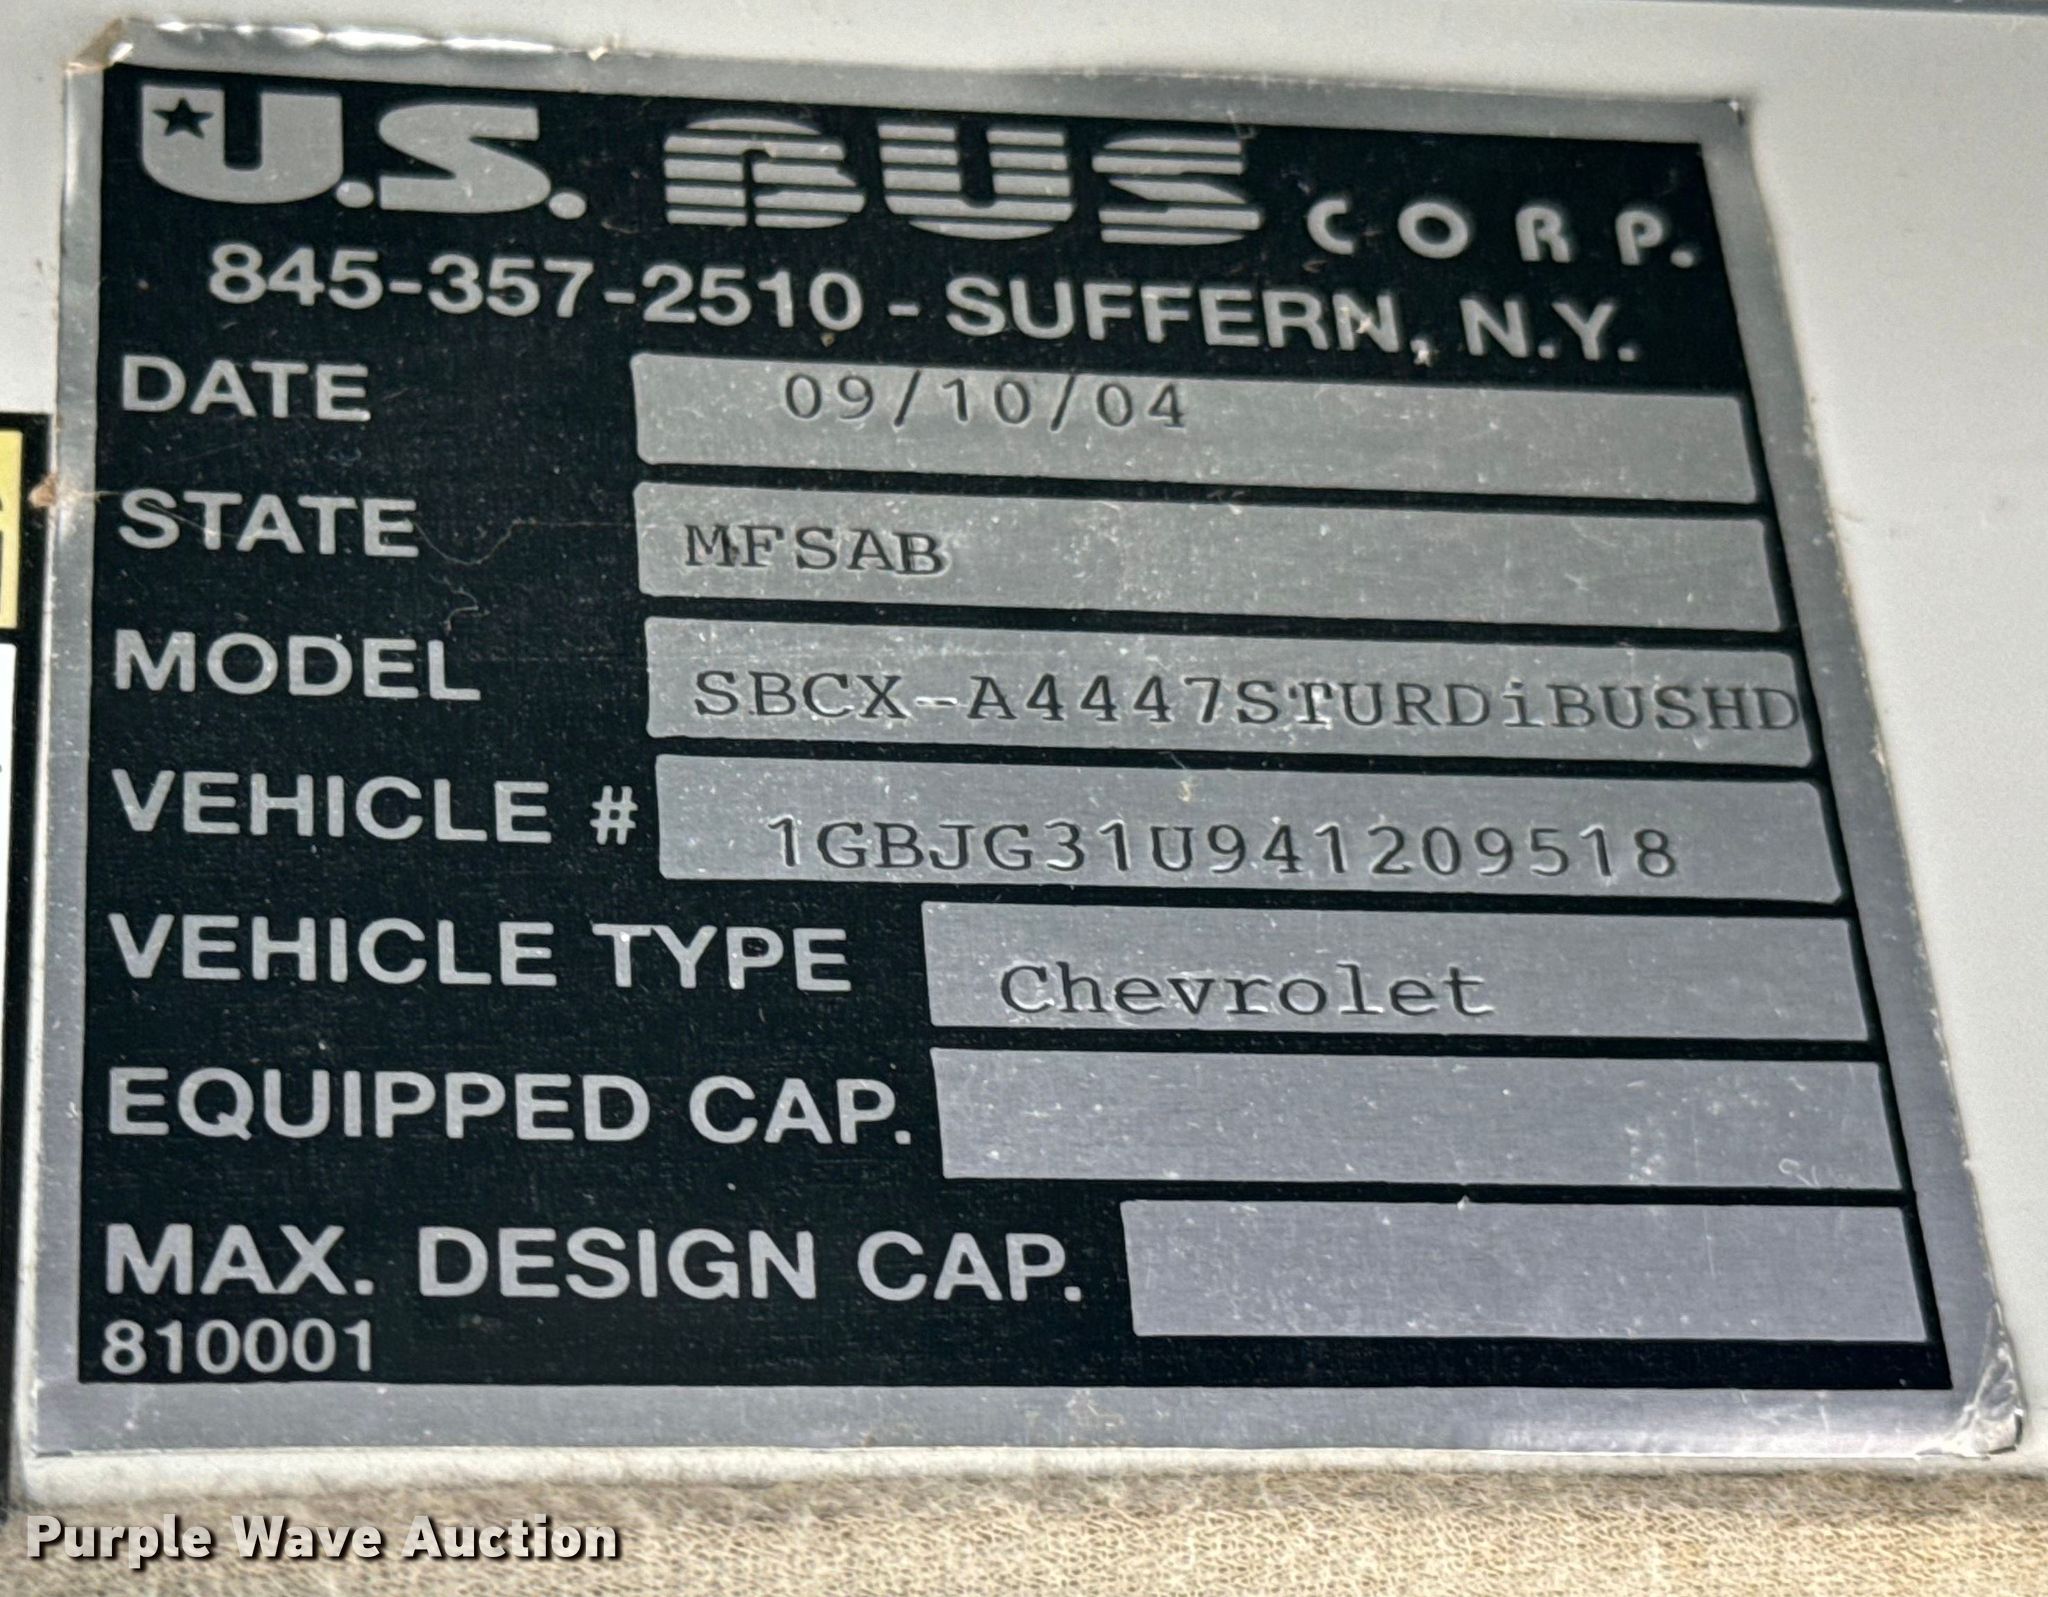 U.S. BUS CORP.
845-357-2510 - SUFFERN, N.Y.
DATE 09/10/04
STATE MFSAB
MODEL SBCX-A4447STURDiBUSHD
VEHICLE # 1GBJG31U941209518
VEHICLE TYPE Chevrolet
EQUIPPED CAP.
MAX. DESIGN CAP.
810001
Purple Wave Auction